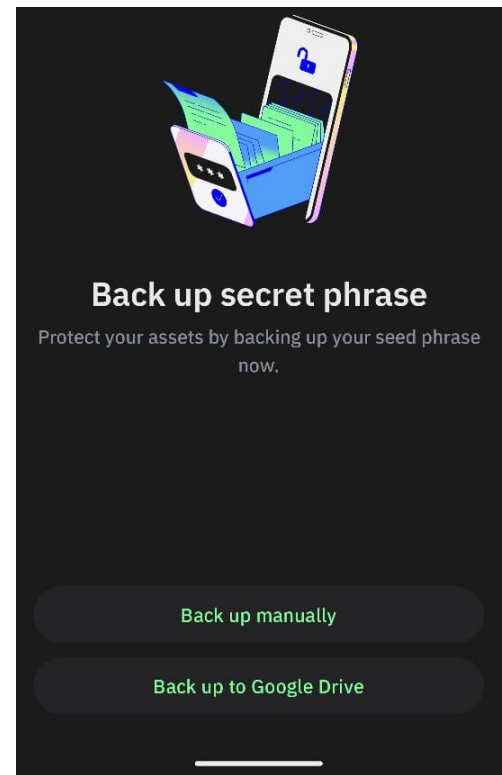 * * *
Back up secret phrase
Protect your assets by backing up your seed phrase
now.
Back up manually
Back up to Google Drive